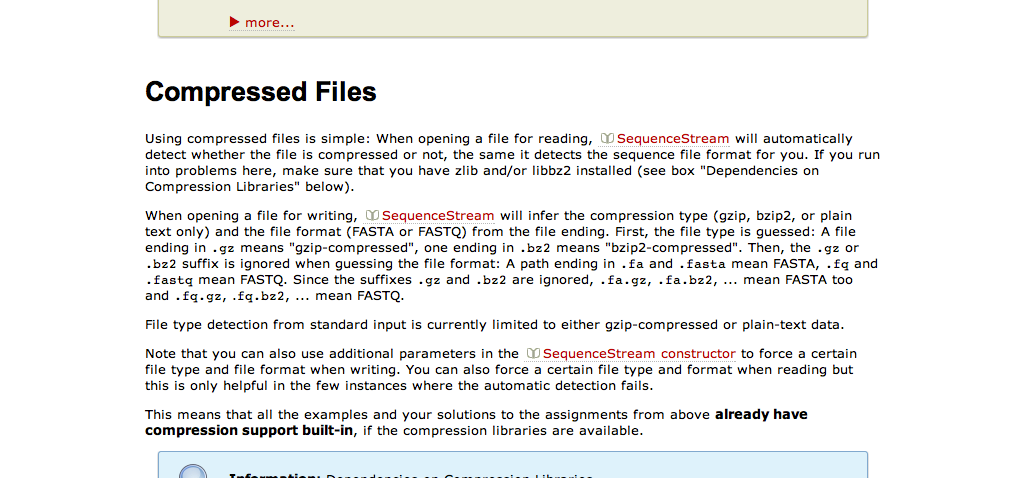 more...
Compressed Files
Using compressed files is simple: When opening a file for reading, SequenceStream will automatically
detect whether the file is compressed or not, the same it detects the sequence file format for you. If you run
into problems here, make sure that you have zlib and/or libbz2 installed (see box "Dependencies on
Compression Libraries" below).
When opening a file for writing, SequenceStream will infer the compression type (gzip, bzip2, or plain
text only) and the file format (FASTA or FASTQ) from the file ending. First, the file type is guessed: A file
ending in .gz means "gzip-compressed", one ending in .bz2 means "bzip2-compressed". Then, the .gz or
.bz2 suffix is ignored when guessing the file format: A path ending in .fa and .fasta mean FASTA, .fq and
.fastq mean FASTQ. Since the suffixes .gz and .bz2 are ignored, .fa.gz, .fa.bz2, ... mean FASTA too
and .fq.gz, .fq.bz2, ... mean FASTQ.
File type detection from standard input is currently limited to either gzip-compressed or plain-text data.
Note that you can also use additional parameters in the SequenceStream constructor to force a certain
file type and file format when writing. You can also force a certain file type and format when reading but
this is only helpful in the few instances where the automatic detection fails.
This means that all the examples and your solutions to the assignments from above already have
compression support built-in, if the compression libraries are available.
Information: Dependencies on Compression Libraries